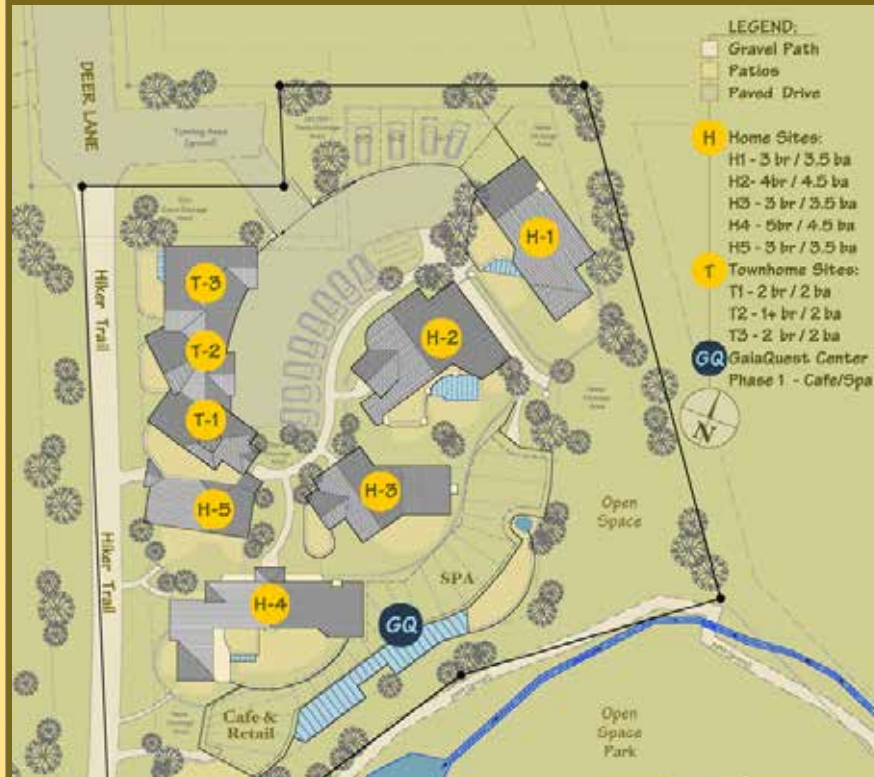 DEER LANE
Hiker Trail
Hiker Trail
T-3
T-2
T-1
H-5
H-1
H-2
H-3
H-4
GQ
SPA
Cafe &
Retail
Open
Space
Open
Space
Park
LEGEND:
Gravel Path
Patios
Paved Drive
H Home Sites:
H1 - 3 br / 3.5 ba
H2- 4br / 4.5 ba
H3 - 3 br / 3.5 ba
H4 - 5br / 4.5 ba
H5 - 3 br / 3.5 ba
T Townhome Sites:
T1 - 2 br / 2 ba
T2 - 1+ br / 2 ba
T3 - 2 br / 2 ba
GQ GaiaQuest Center
Phase 1 - Cafe/Spa
N